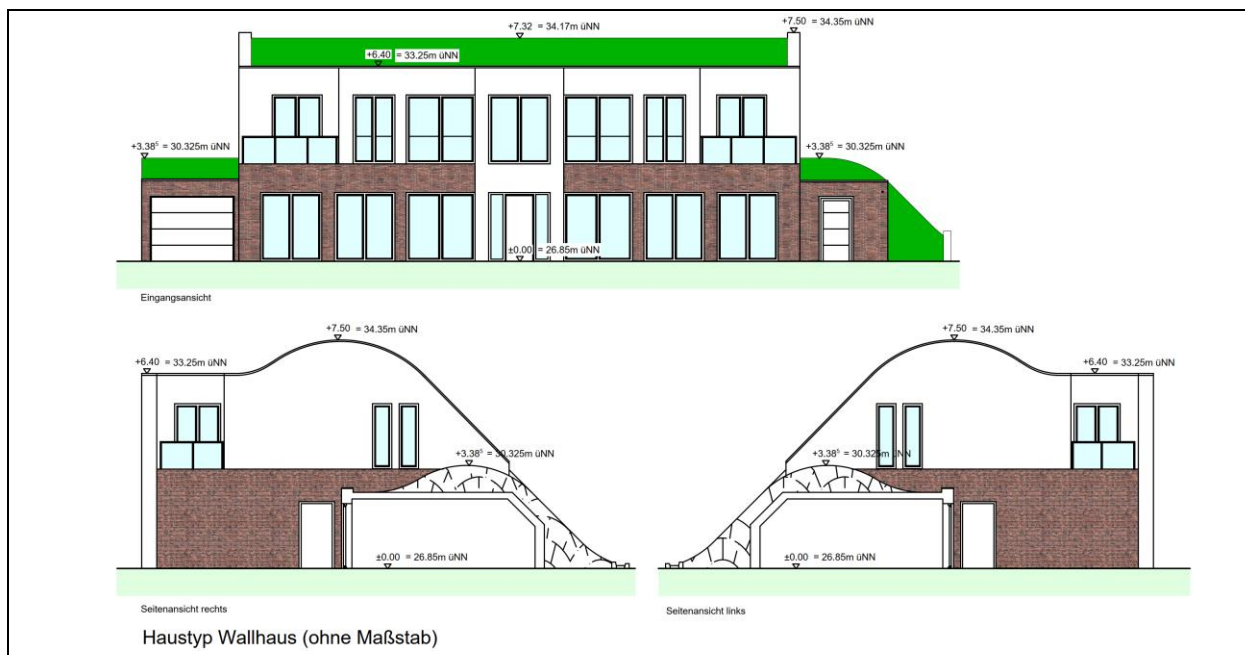 +7.32 = 34.17m üNN
+7.50 = 34.35m üNN
+6.40 = 33.25m üNN
+3.38⁵ = 30.325m üNN
+3.38⁵ = 30.325m üNN
±0.00 = 26.85m üNN
Eingangsansicht
+7.50 = 34.35m üNN
+6.40 = 33.25m üNN
+3.38⁵ = 30.325m üNN
±0.00 = 26.85m üNN
Seitenansicht rechts
+7.50 = 34.35m üNN
+6.40 = 33.25m üNN
+3.38⁵ = 30.325m üNN
±0.00 = 26.85m üNN
Seitenansicht links
Haustyp Wallhaus (ohne Maßstab)